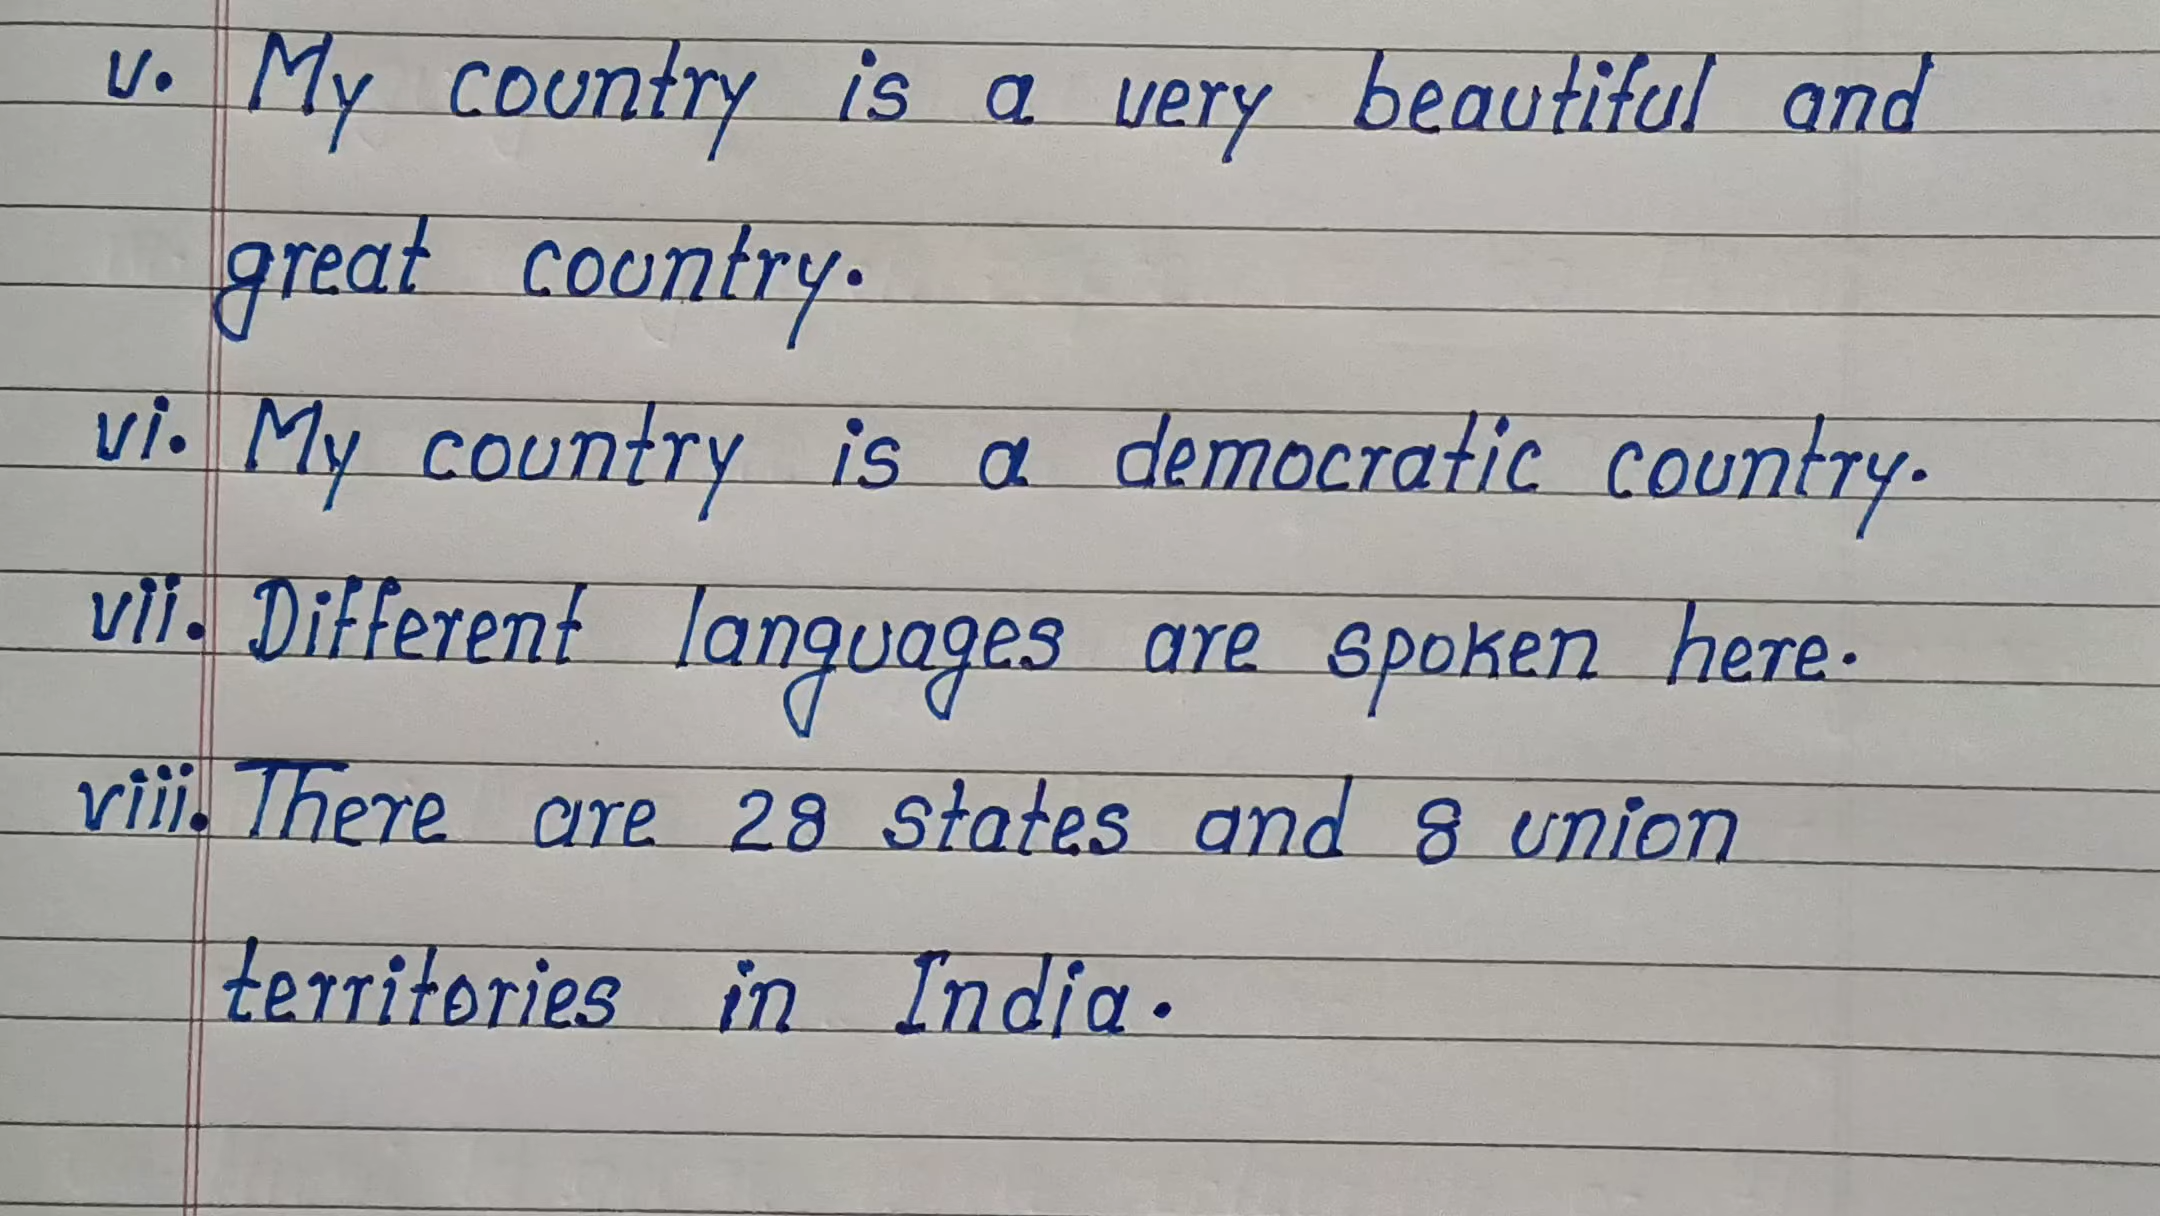 v. My country is a very beautiful and
great country.
vi. My country is a democratic country.
vii. Different languages are spoken here.
viii. There are 28 states and 8 union
territories in India.